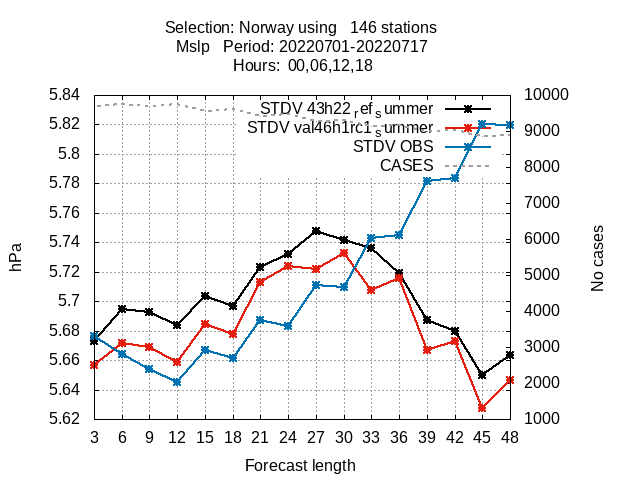 Selection: Norway using   146 stations
Mslp   Period: 20220701-20220717
Hours:  00,06,12,18
STDV 43h22ref summer
STDV val46h1rc1summer
STDV OBS
CASES
5.84
5.82
5.8
5.78
5.76
5.74
5.72
5.7
5.68
5.66
5.64
5.62
hPa
10000
9000
8000
7000
6000
5000
4000
3000
2000
1000
No cases
3 6 9 12 15 18 21 24 27 30 33 36 39 42 45 48
Forecast length